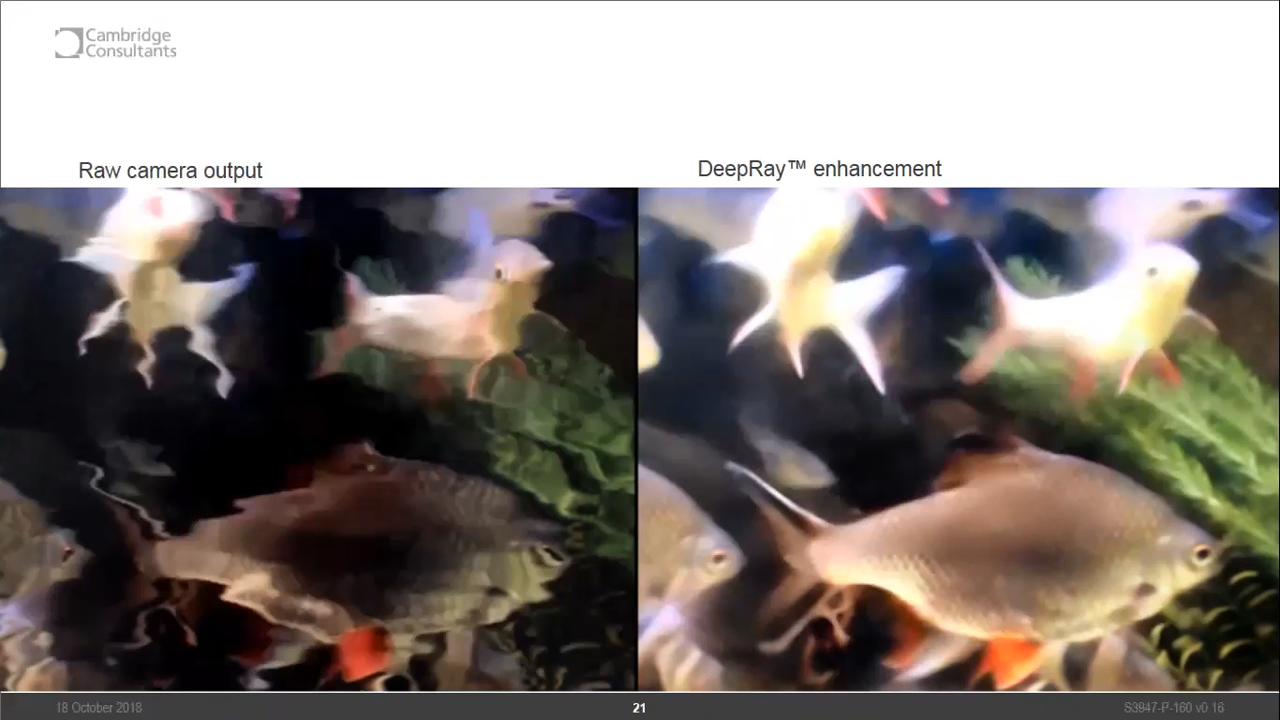 Cambridge
Consultants
Raw camera output
DeepRay™ enhancement
18 October 2018
21
S3947-P-160 v0.16